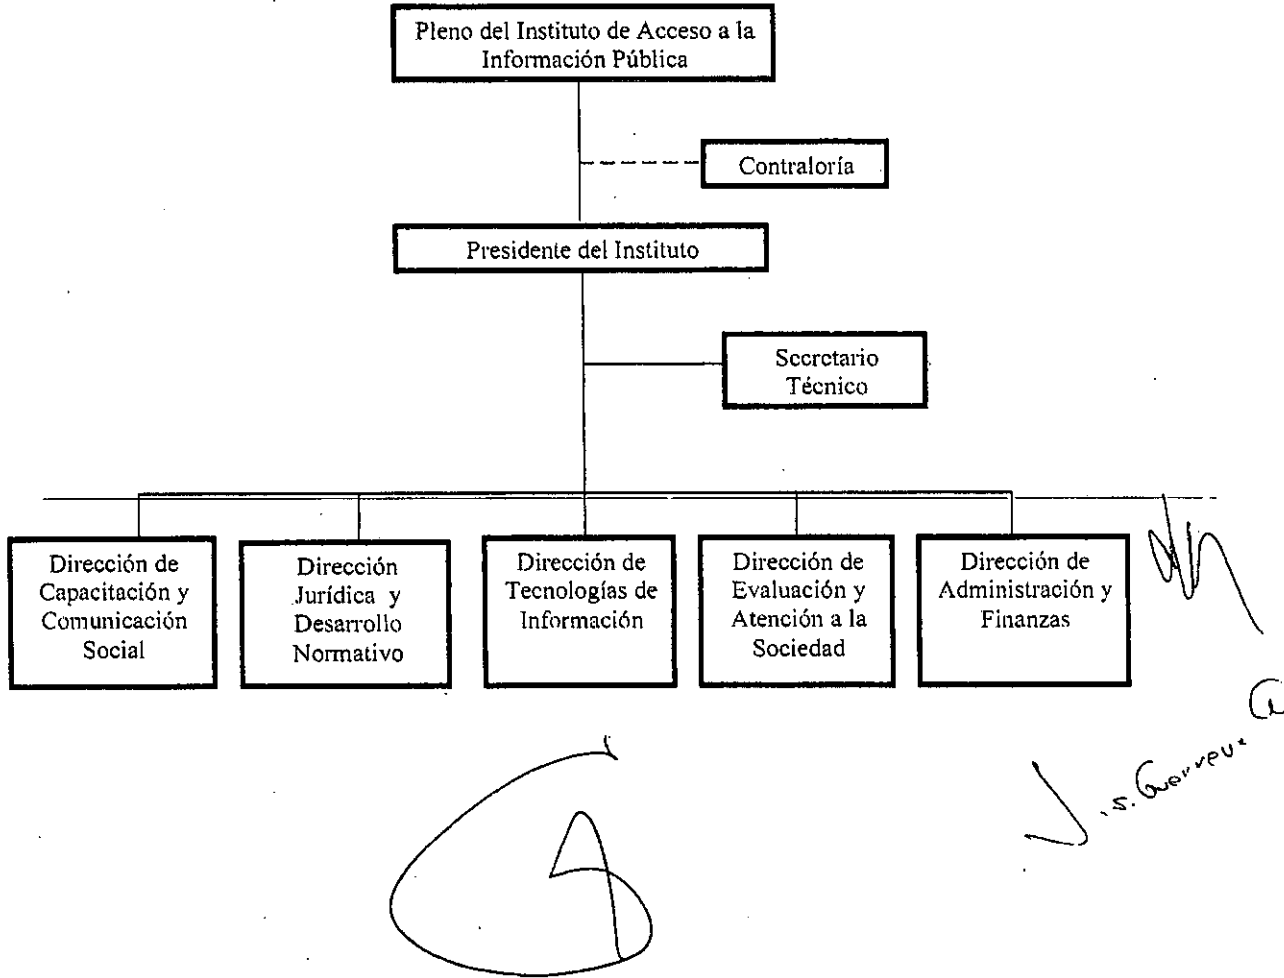 Pleno del Instituto de Acceso a la
Información Pública
Contraloría
Presidente del Instituto
Secretario
Técnico
Dirección de
Capacitación y
Comunicación
Social
Dirección
Jurídica y
Desarrollo
Normativo
Dirección de
Tecnologías de
Información
Dirección de
Evaluación y
Atención a la
Sociedad
Dirección de
Administración y
Finanzas